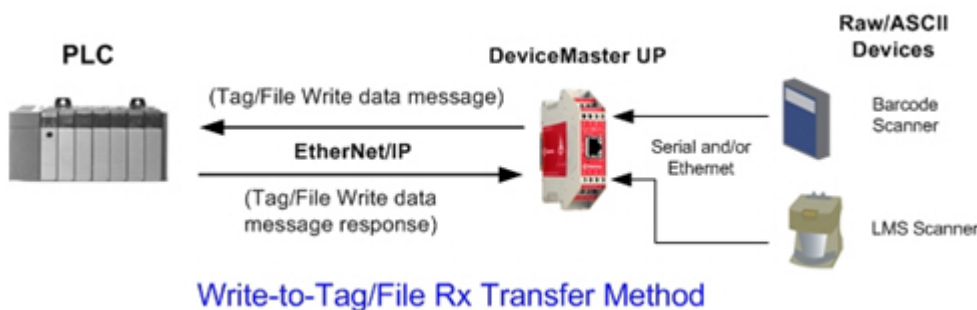 Raw/ASCII
Devices
PLC
DeviceMaster UP
(Tag/File Write data message)
Barcode
Scanner
EtherNet/IP
Serial and/or
Ethernet
(Tag/File Write data
message response)
LMS Scanner
Write-to-Tag/File Rx Transfer Method